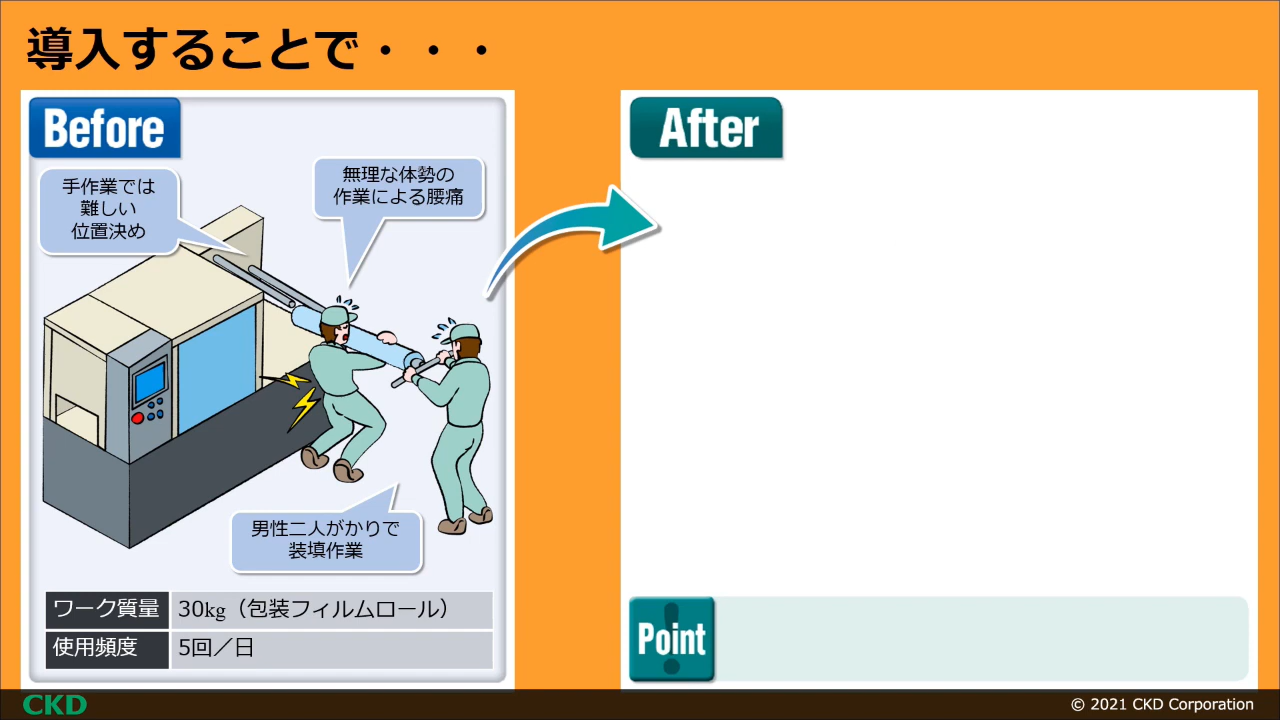 導入することで・・・
Before
手作業では
難しい
位置決め
無理な体勢の
作業による腰痛
男性二人がかりで
装填作業
ワーク質量 30kg（包装フィルムロール）
使用頻度 5回／日
After
Point
CKD
© 2021 CKD Corporation